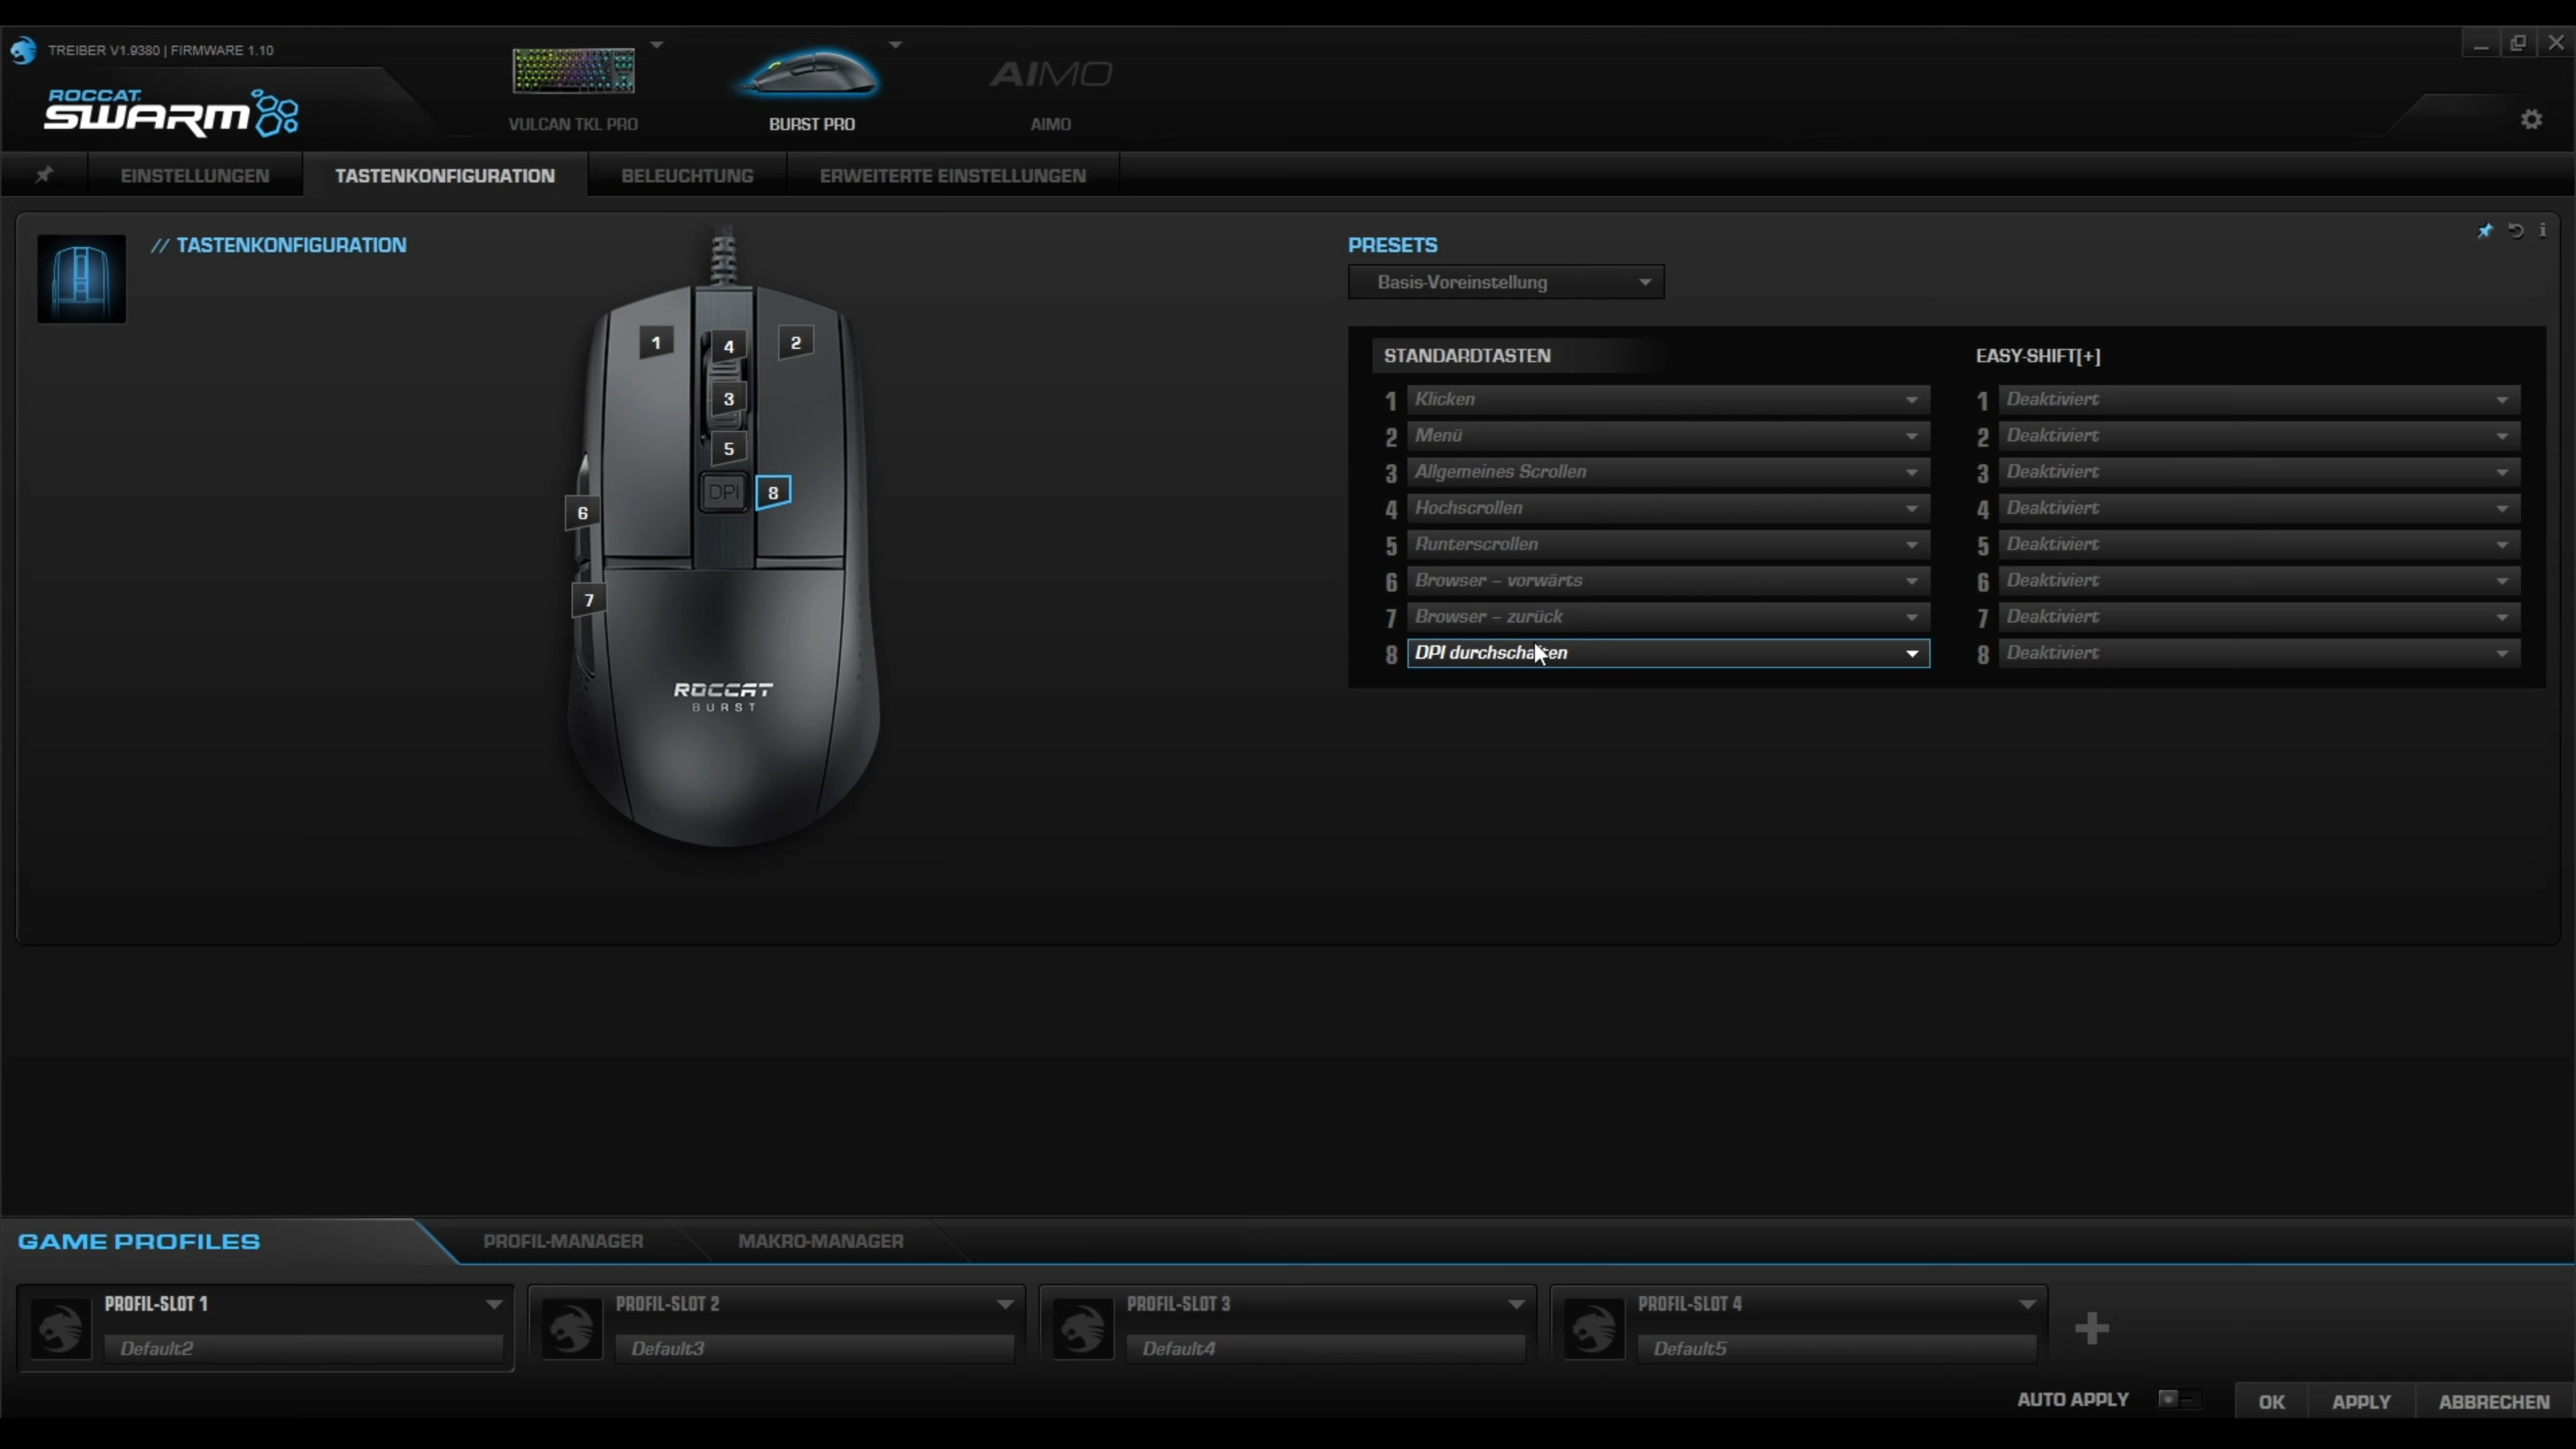 TREIBER V1.9380 | FIRMWARE 1.10
ROCCAT
SWARM
VULCAN TKL PRO
BURST PRO
AIMO
AIMO
EINSTELLUNGEN
TASTENKONFIGURATION
BELEUCHTUNG
ERWEITERTE EINSTELLUNGEN
// TASTENKONFIGURATION
1
4
2
3
5
DPI
8
6
7
ROCCAT
BURST
PRESETS
Basis-Voreinstellung
STANDARDTASTEN
1 Klicken
2 Menü
3 Allgemeines Scrollen
4 Hochscrollen
5 Runterscrollen
6 Browser – vorwärts
7 Browser – zurück
8 DPI durchschalten
EASY-SHIFT[+]
1 Deaktiviert
2 Deaktiviert
3 Deaktiviert
4 Deaktiviert
5 Deaktiviert
6 Deaktiviert
7 Deaktiviert
8 Deaktiviert
GAME PROFILES
PROFIL-MANAGER
MAKRO-MANAGER
PROFIL-SLOT 1
Default2
PROFIL-SLOT 2
Default3
PROFIL-SLOT 3
Default4
PROFIL-SLOT 4
Default5
AUTO APPLY
OK
APPLY
ABBRECHEN